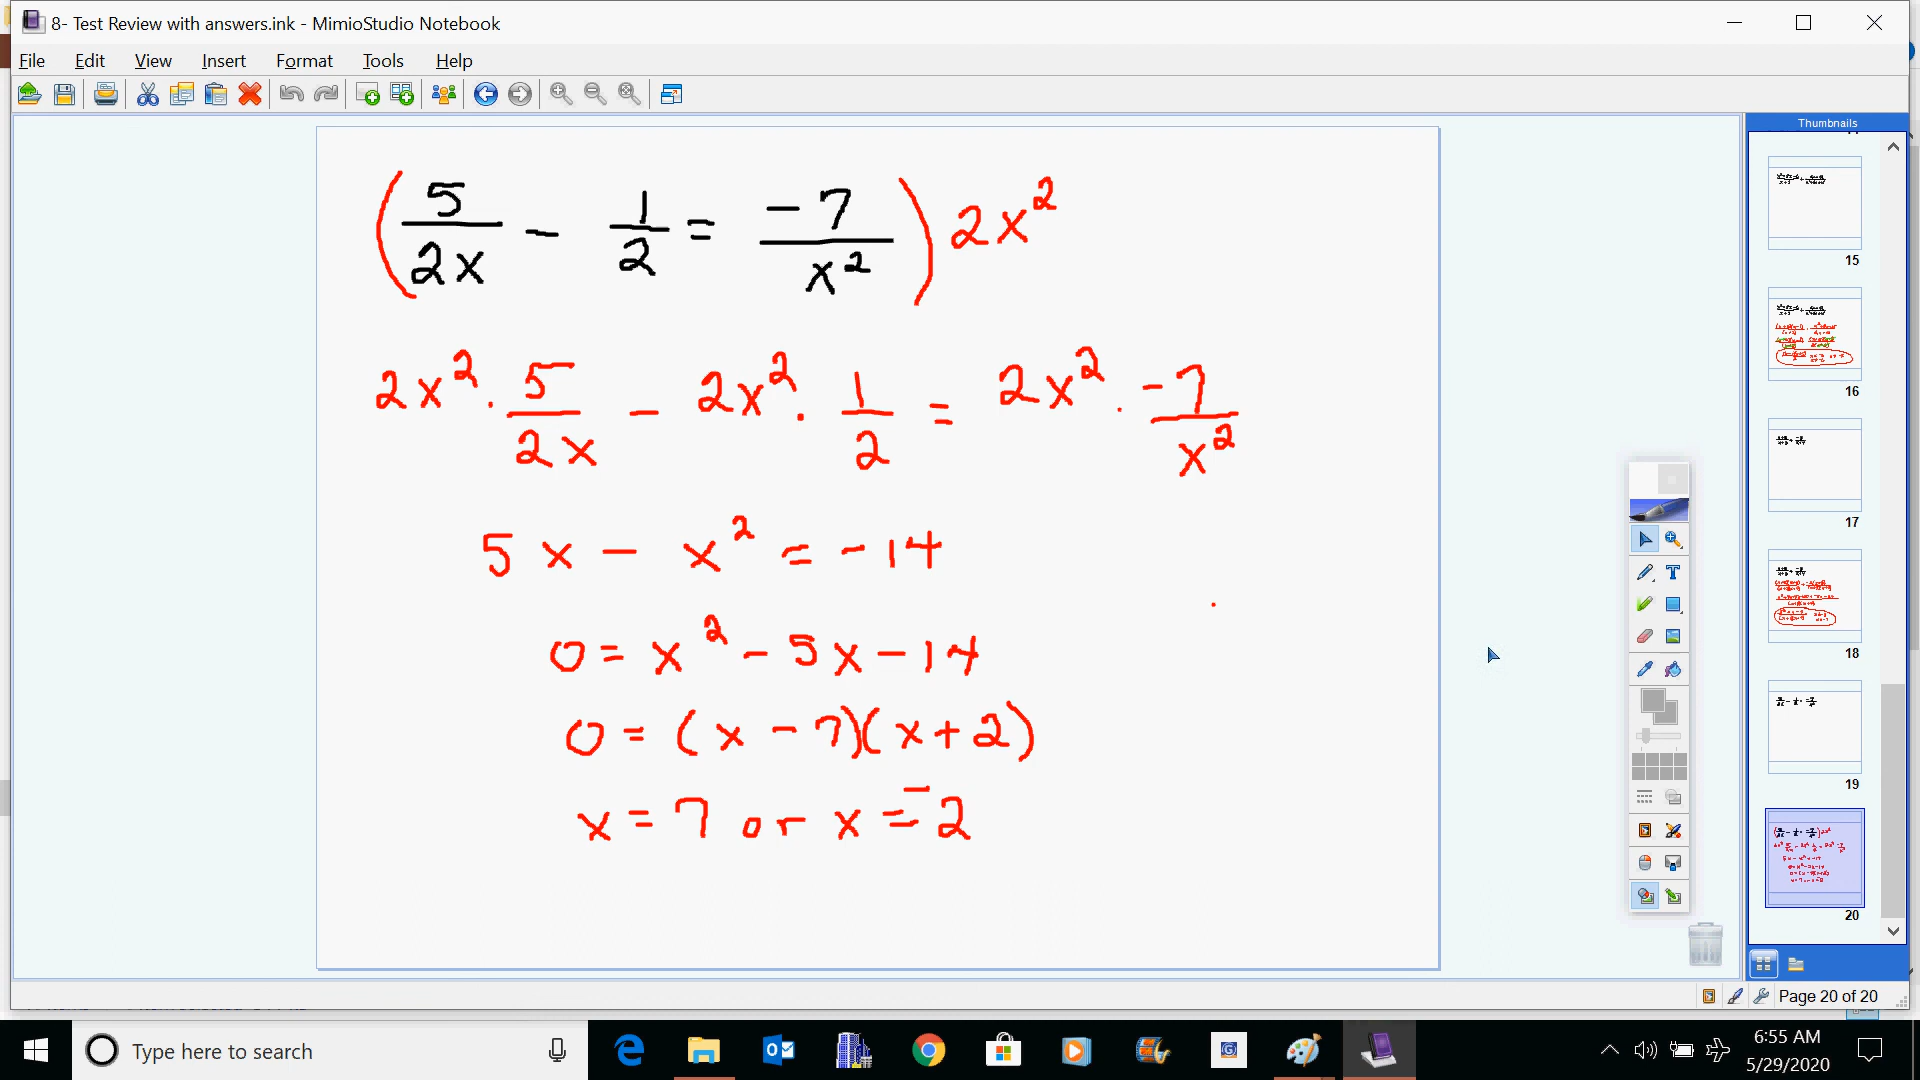 8- Test Review with answers.ink - MimioStudio Notebook
File Edit View Insert Format Tools Help
Thumbnails
(5/2x - 1/2 = -7/x²) 2x²
2x² · 5/2x - 2x² · 1/2 = 2x² · -7/x²
5x - x² = -14
0 = x² - 5x - 14
0 = (x - 7)(x + 2)
x = 7 or x = -2
15
16
17
18
19
20
Page 20 of 20
Type here to search
6:55 AM
5/29/2020